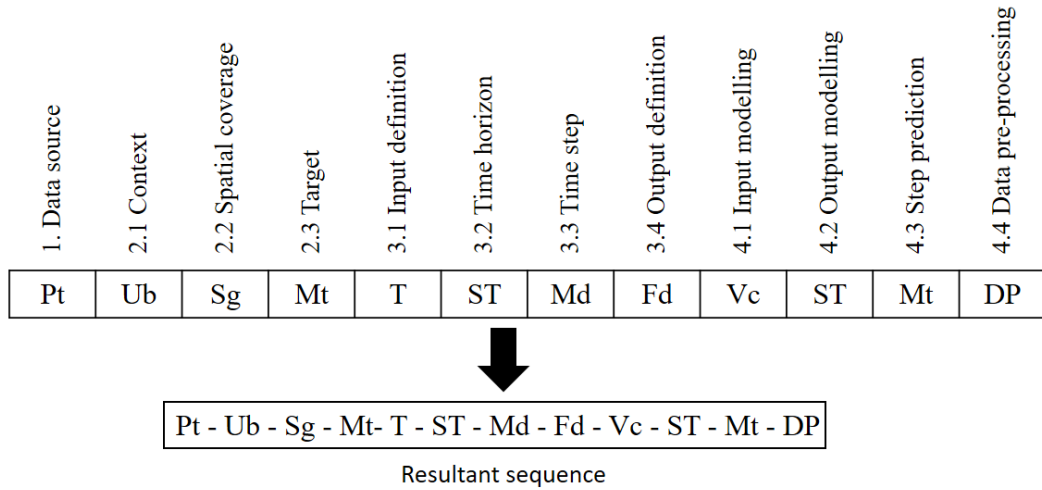 1. Data source
2.1 Context
2.2 Spatial coverage
2.3 Target
3.1 Input definition
3.2 Time horizon
3.3 Time step
3.4 Output definition
4.1 Input modelling
4.2 Output modelling
4.3 Step prediction
4.4 Data pre-processing
Pt Ub Sg Mt T ST Md Fd Vc ST Mt DP
Pt - Ub - Sg - Mt- T - ST - Md - Fd - Vc - ST - Mt - DP
Resultant sequence